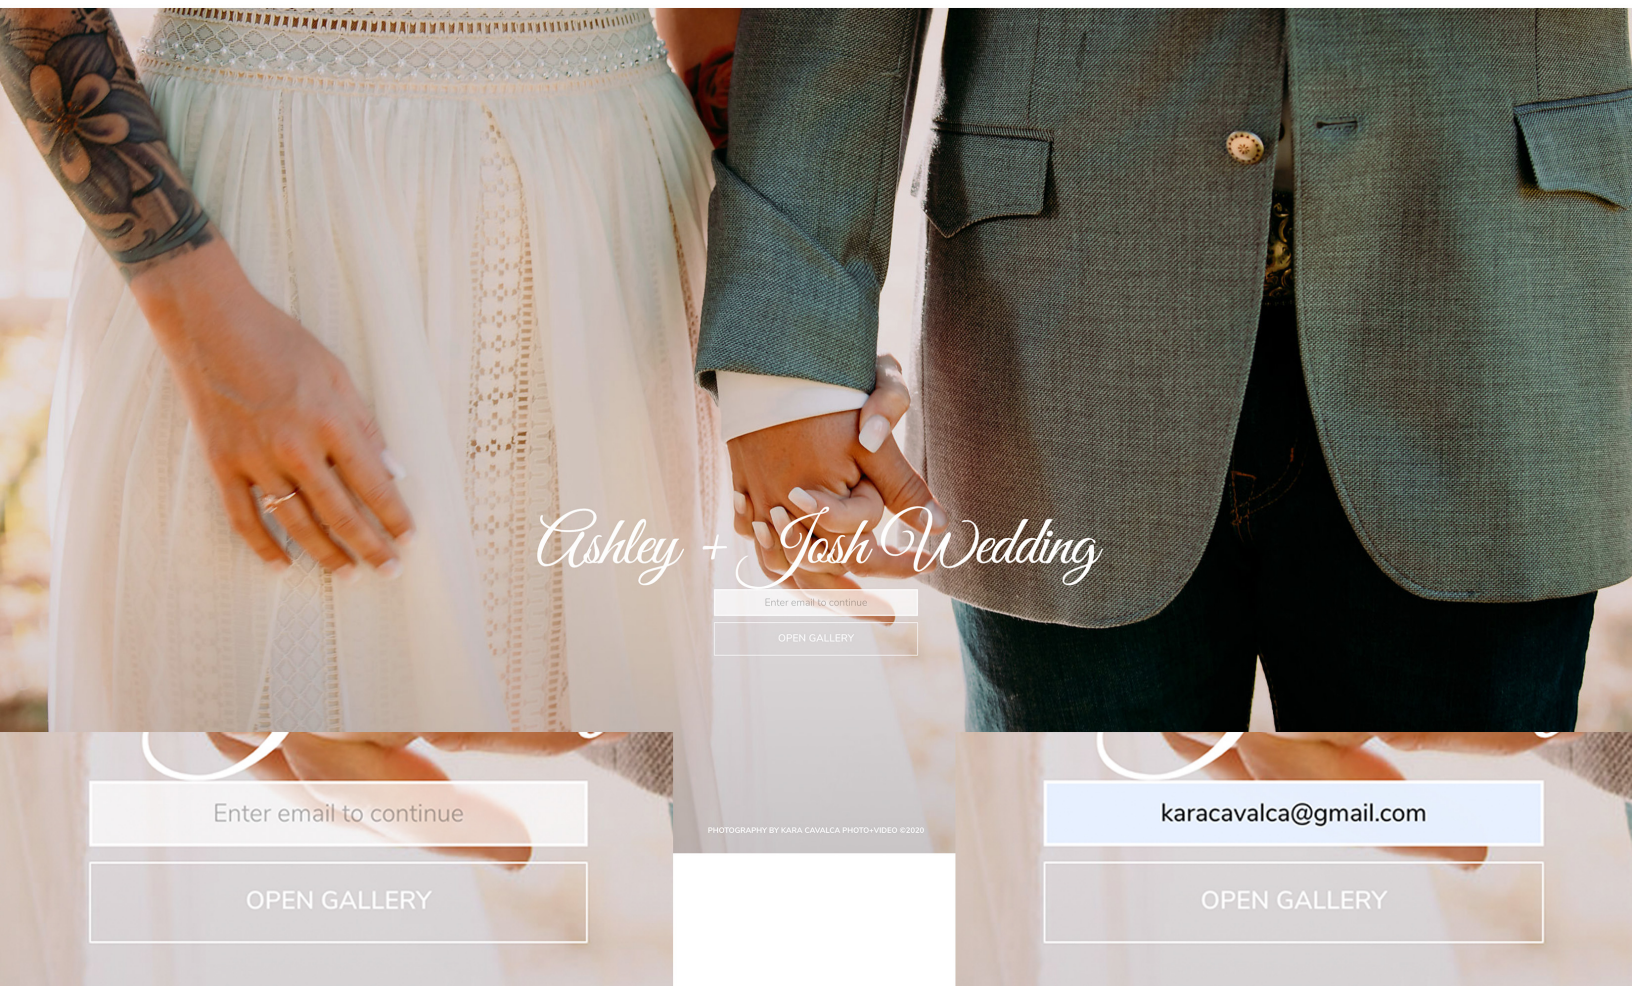 Ashley + Josh Wedding
Enter email to continue
OPEN GALLERY
Enter email to continue
OPEN GALLERY
PHOTOGRAPHY BY KARA CAVALCA PHOTO+VIDEO ©2020
karacavalca@gmail.com
OPEN GALLERY